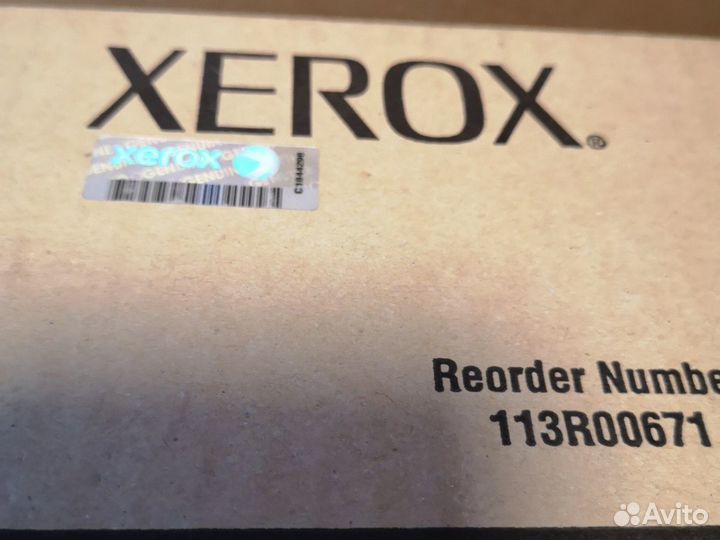 XEROX®
xerox
GENUINE
C1844298
Reorder Numbe
113R00671
Avito